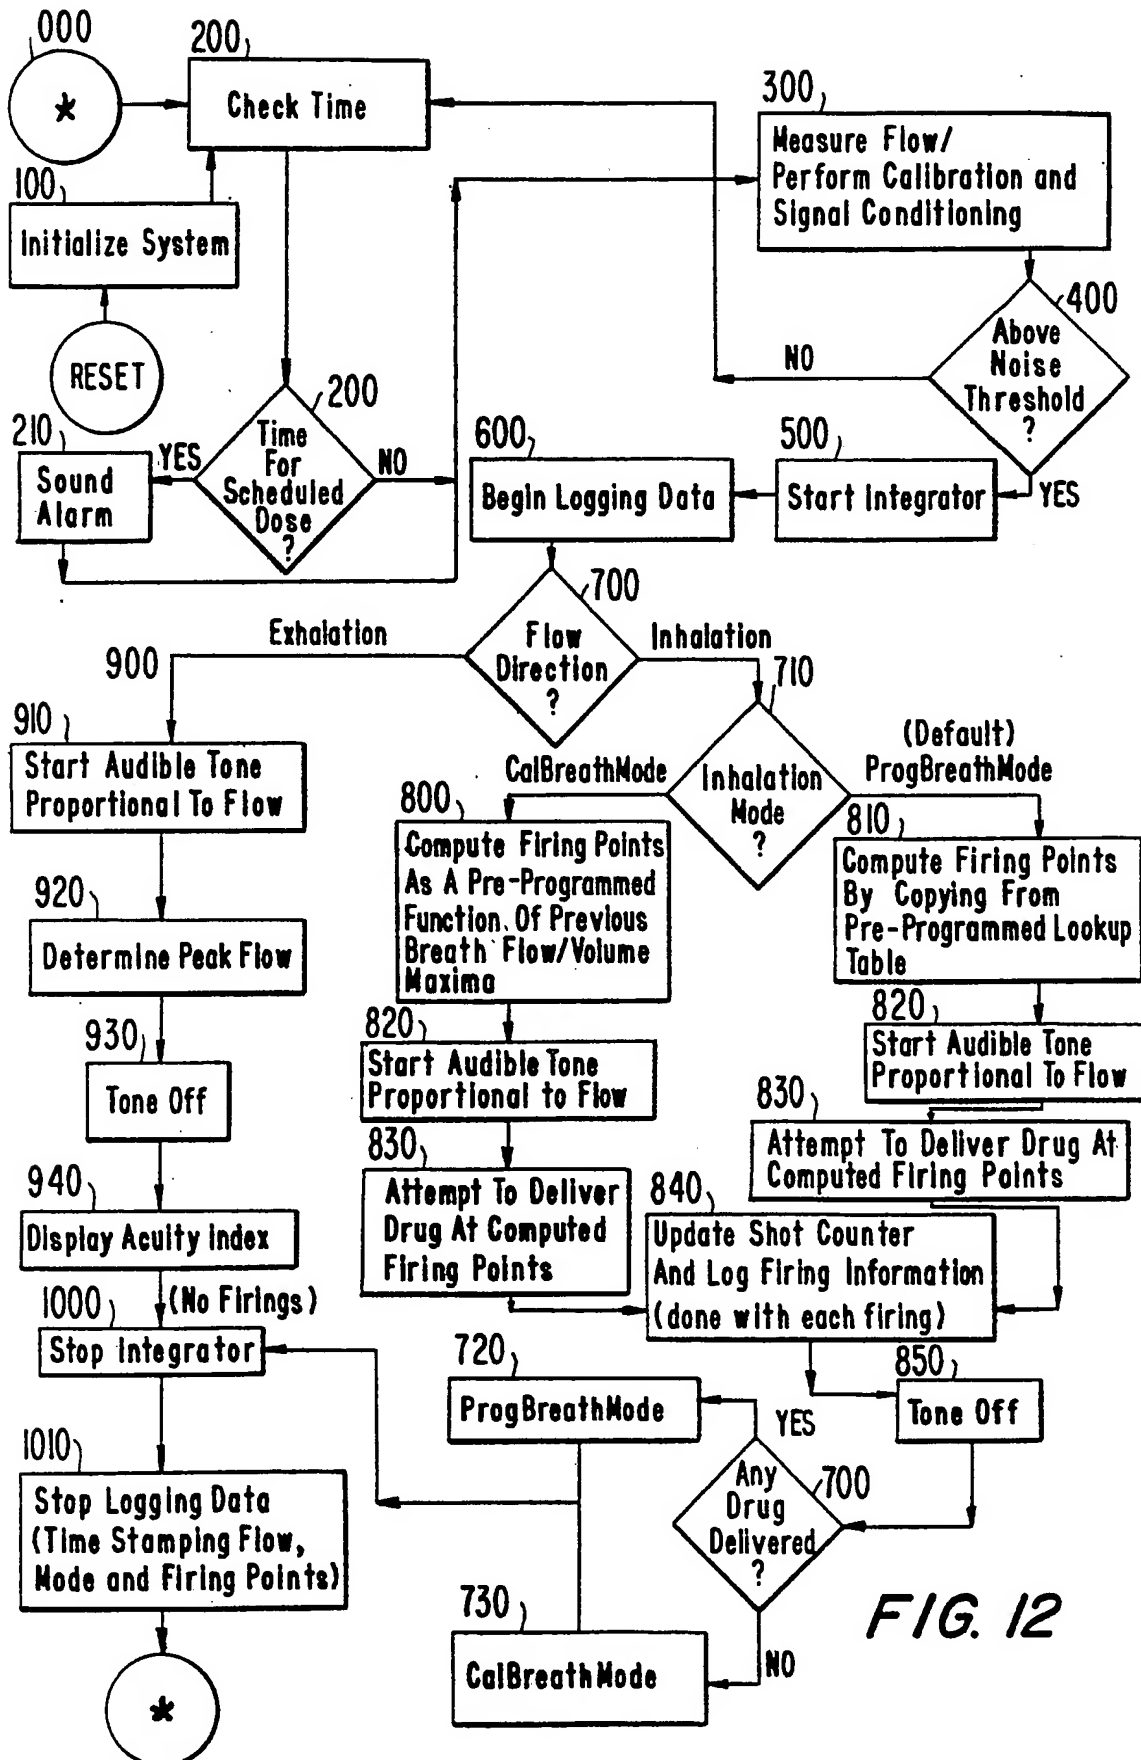 000
*
200
Check Time
100
Initialize System
RESET
300
Measure Flow/
Perform Calibration and
Signal Conditioning
400
Above
Noise
Threshold
?
NO
YES
200
Time
For
Scheduled
Dose
?
YES
NO
210
Sound
Alarm
500
Start Integrator
600
Begin Logging Data
700
Flow
Direction
?
Exhalation
Inhalation
900
910
Start Audible Tone
Proportional To Flow
920
Determine Peak Flow
930
Tone Off
940
Display Acuity Index
(No Firings)
1000
Stop Integrator
1010
Stop Logging Data
(Time Stamping Flow,
Mode and Firing Points)
*
710
Inhalation
Mode
?
CalBreathMode
(Default)
ProgBreathMode
800
Compute Firing Points
As A Pre-Programmed
Function. Of Previous
Breath Flow/Volume
Maxima
820
Start Audible Tone
Proportional to Flow
830
Attempt To Deliver
Drug At Computed
Firing Points
810
Compute Firing Points
By Copying From
Pre-Programmed Lookup
Table
820
Start Audible Tone
Proportional To Flow
830
Attempt To Deliver Drug At
Computed Firing Points
840
Update Shot Counter
And Log Firing Information
(done with each firing)
850
Tone Off
700
Any
Drug
Delivered
?
YES
NO
720
ProgBreathMode
730
CalBreathMode
FIG. 12